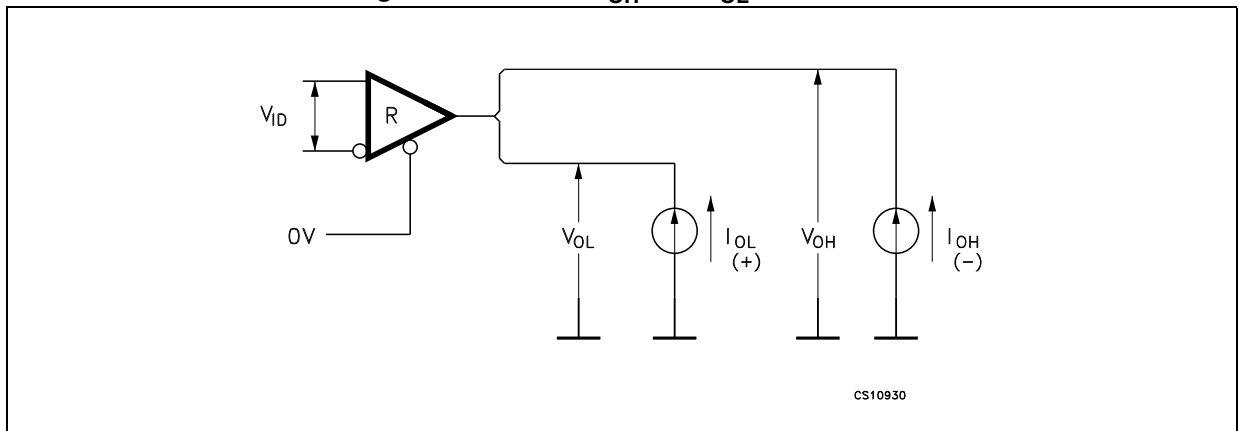 V_ID
R
0V
V_OL
I_OL
(+)
V_OH
I_OH
(−)
CS10930